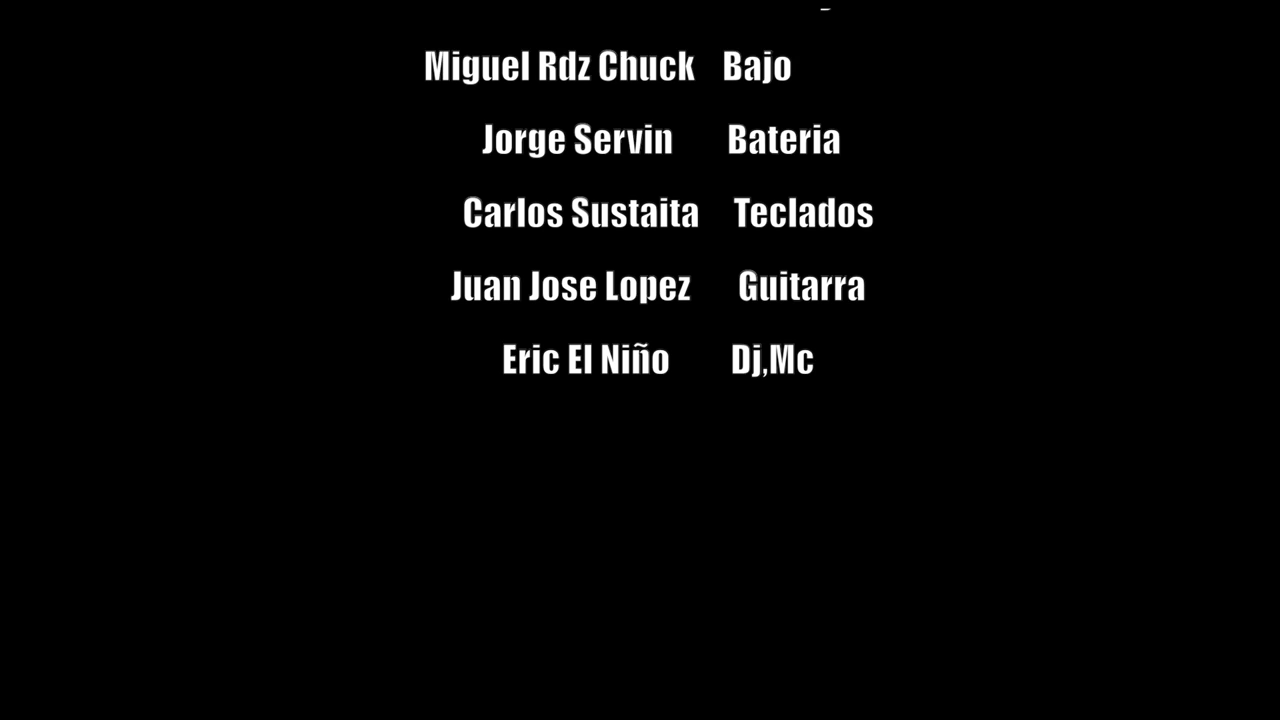 Miguel Rdz Chuck Bajo
Jorge Servin Bateria
Carlos Sustaita Teclados
Juan Jose Lopez Guitarra
Eric El Niño Dj,Mc